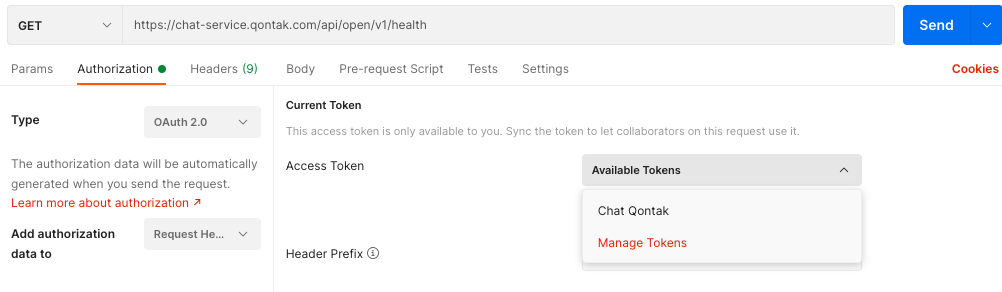 GET
https://chat-service.qontak.com/api/open/v1/health
Send
Params
Authorization
Headers (9)
Body
Pre-request Script
Tests
Settings
Cookies
Type
OAuth 2.0
The authorization data will be automatically
generated when you send the request.
Learn more about authorization ↗
Add authorization
data to
Request He...
Current Token
This access token is only available to you. Sync the token to let collaborators on this request use it.
Access Token
Available Tokens
Chat Qontak
Manage Tokens
Header Prefix